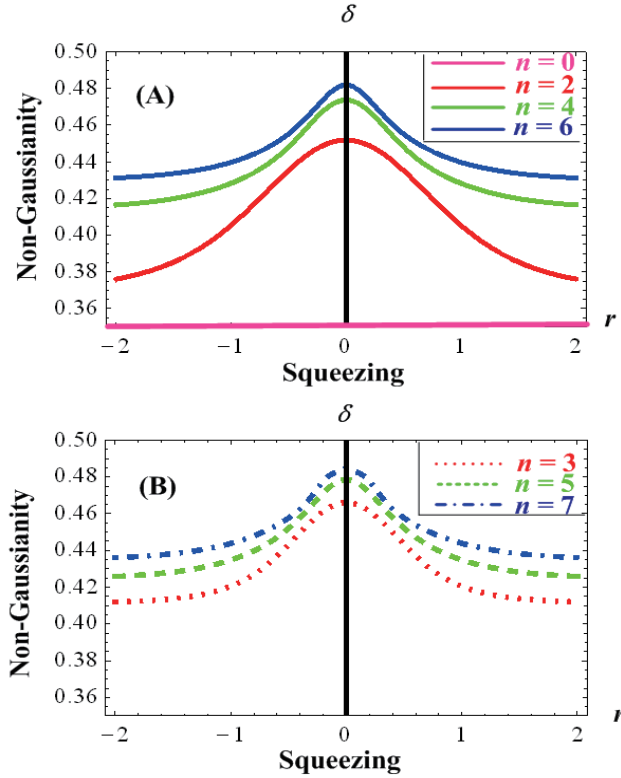 δ
0.50
0.48
0.46
0.44
0.42
0.40
0.38
0.36
Non-Gaussianity
(A)
n = 0
n = 2
n = 4
n = 6
r
−2 −1 0 1 2
Squeezing
δ
0.50
0.48
0.46
0.44
0.42
0.40
0.38
0.36
Non-Gaussianity
(B)
n = 3
n = 5
n = 7
r
−2 −1 0 1 2
Squeezing